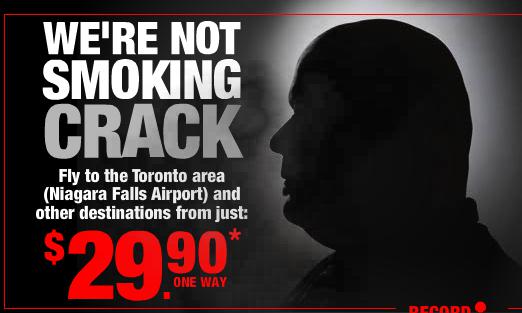 WE'RE NOT
SMOKING
CRACK
Fly to the Toronto area
(Niagara Falls Airport) and
other destinations from just:
$29.90*
ONE WAY
RECORD